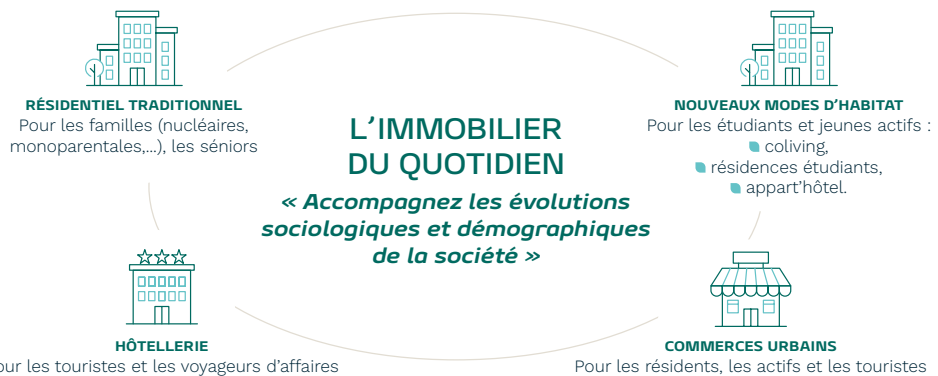 RÉSIDENTIEL TRADITIONNEL
Pour les familles (nucléaires,
monoparentales,...), les séniors
NOUVEAUX MODES D'HABITAT
Pour les étudiants et jeunes actifs :
coliving,
résidences étudiants,
appart'hôtel.
L'IMMOBILIER
DU QUOTIDIEN
« Accompagnez les évolutions
sociologiques et démographiques
de la société »
HÔTELLERIE
our les touristes et les voyageurs d'affaires
COMMERCES URBAINS
Pour les résidents, les actifs et les touristes